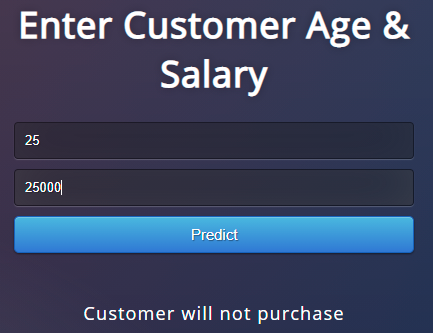 Enter Customer Age &
Salary
25
25000
Predict
Customer will not purchase